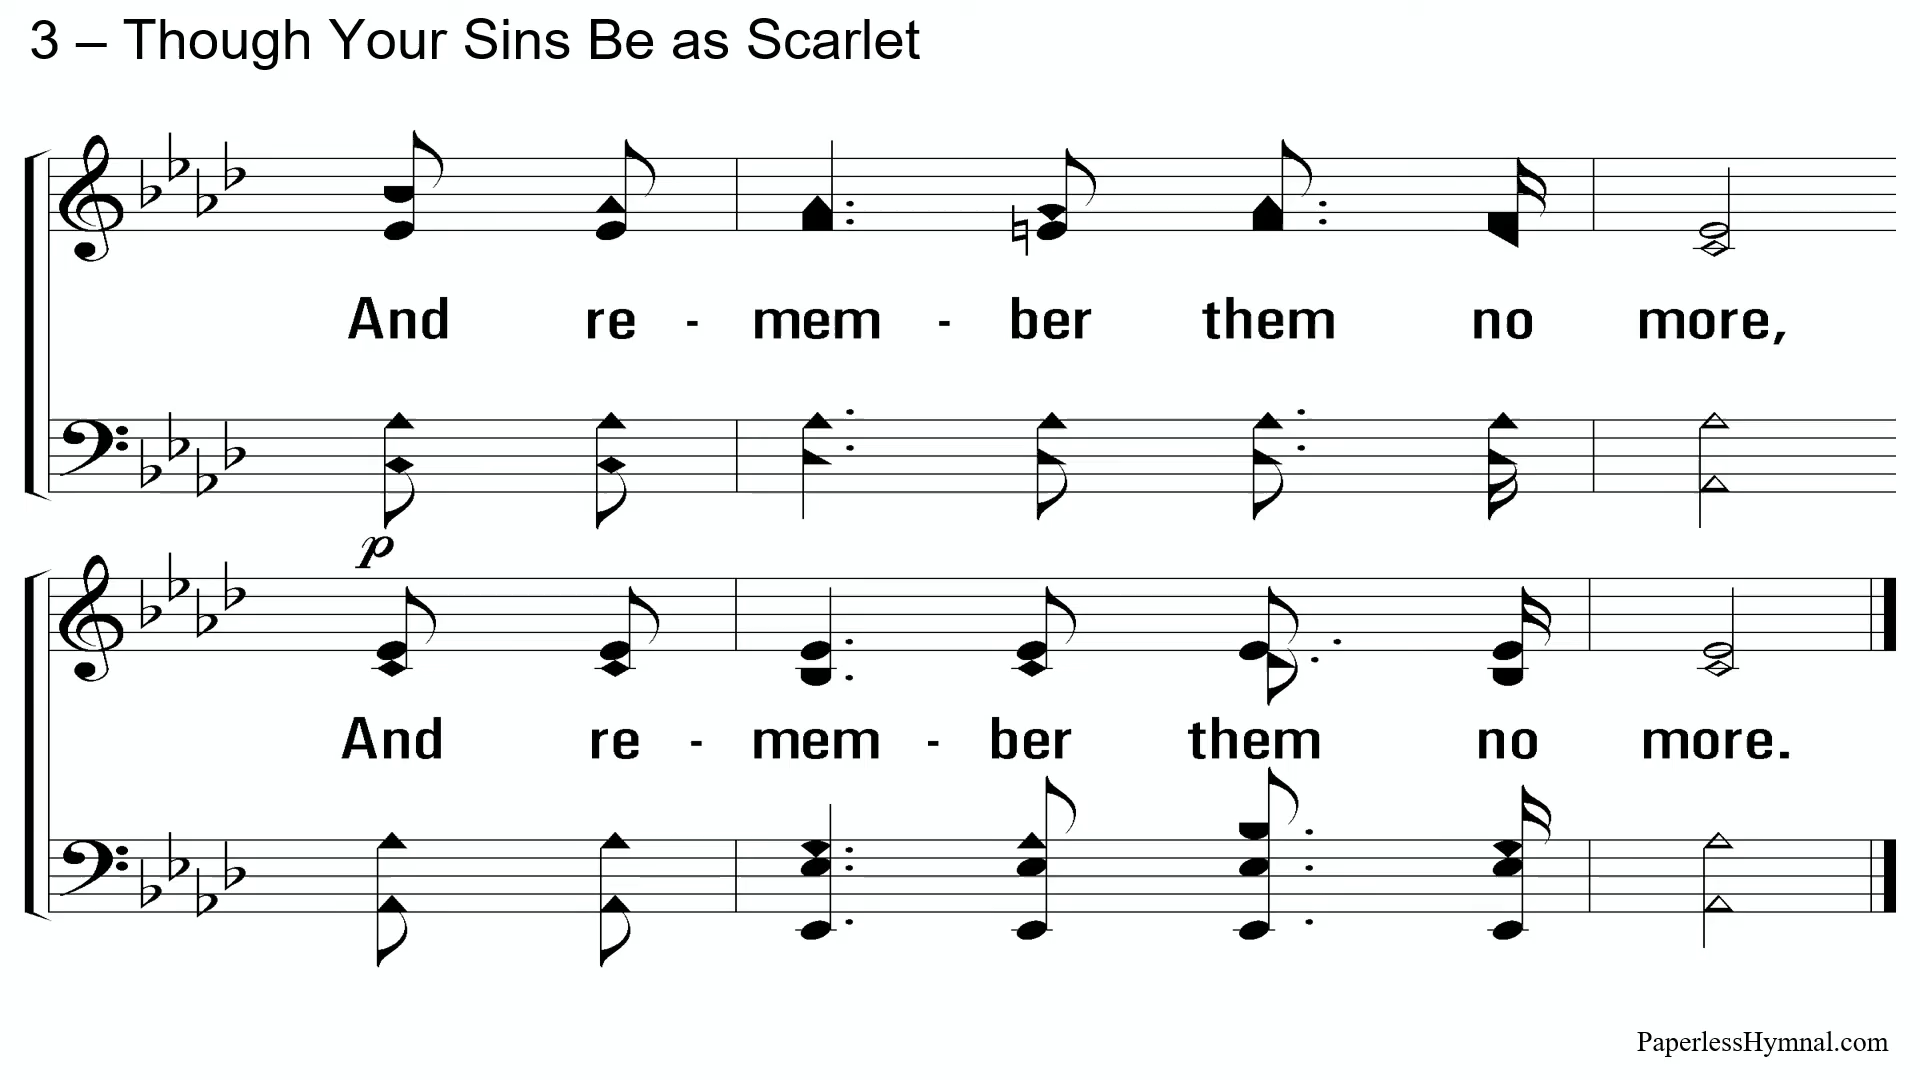 3 – Though Your Sins Be as Scarlet
And re - mem - ber them no more,
p
And re - mem - ber them no more.
PaperlessHymnal.com